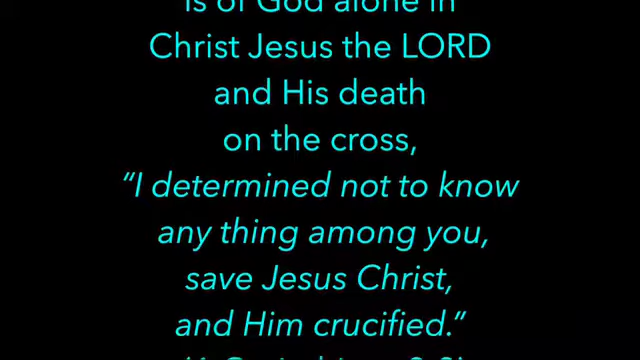 is of God alone in
Christ Jesus the LORD
and His death
on the cross,
“I determined not to know
any thing among you,
save Jesus Christ,
and Him crucified.”